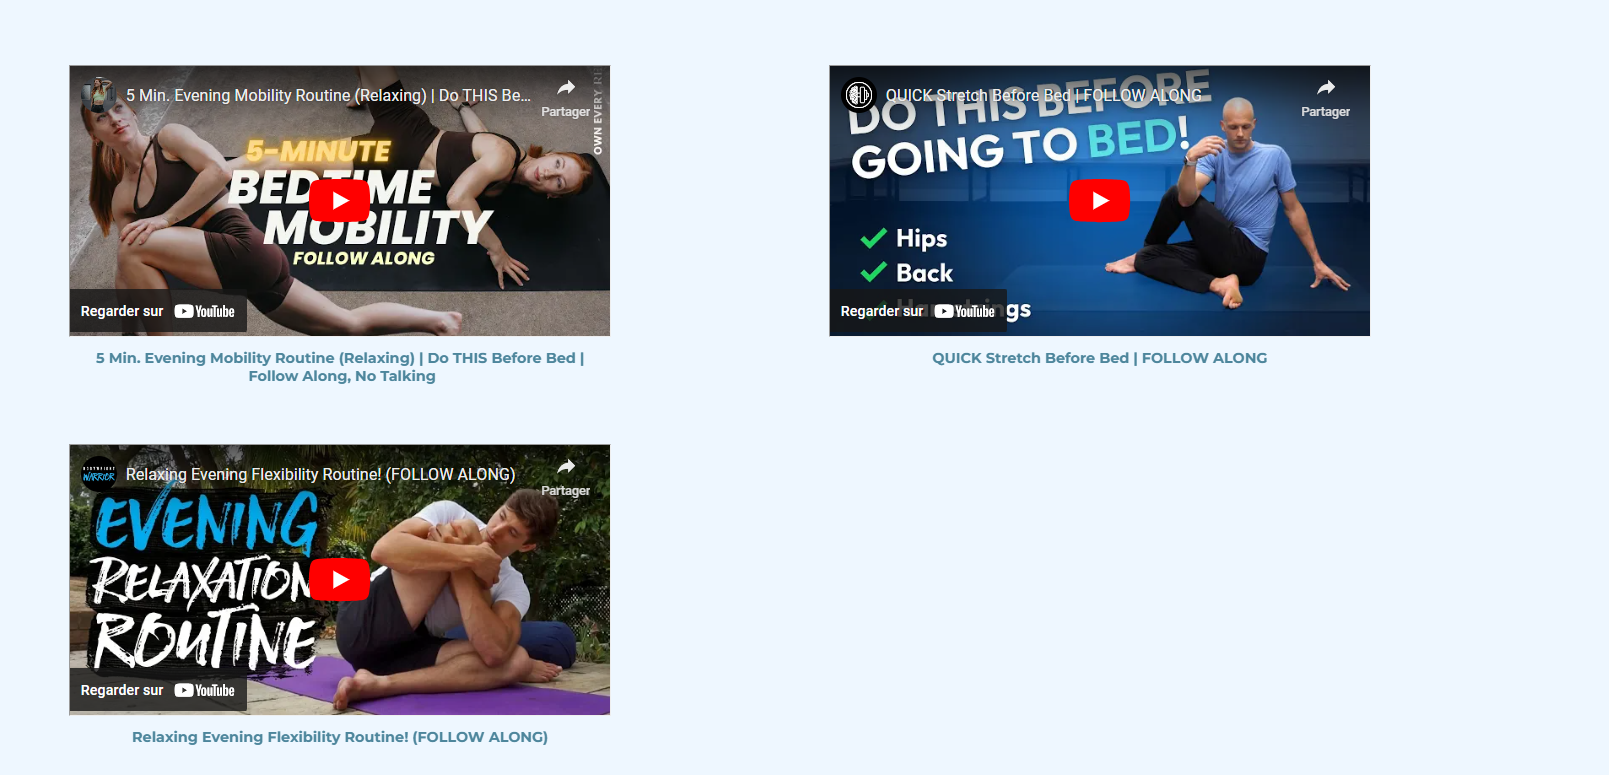 5 Min. Evening Mobility Routine (Relaxing) | Do THIS Be...
Partager
OWN EVERY
5-MINUTE
BEDTIME
MOBILITY
FOLLOW ALONG
Regarder sur YouTube
5 Min. Evening Mobility Routine (Relaxing) | Do THIS Before Bed |
Follow Along, No Talking
QUICK Stretch Before Bed | FOLLOW ALONG
Partager
DO THIS BEFORE
GOING TO BED!
Hips
Back
Regarder sur YouTube
QUICK Stretch Before Bed | FOLLOW ALONG
Relaxing Evening Flexibility Routine! (FOLLOW ALONG)
Partager
WARRIOR
EVENING
RELAXATION
ROUTINE
Regarder sur YouTube
Relaxing Evening Flexibility Routine! (FOLLOW ALONG)